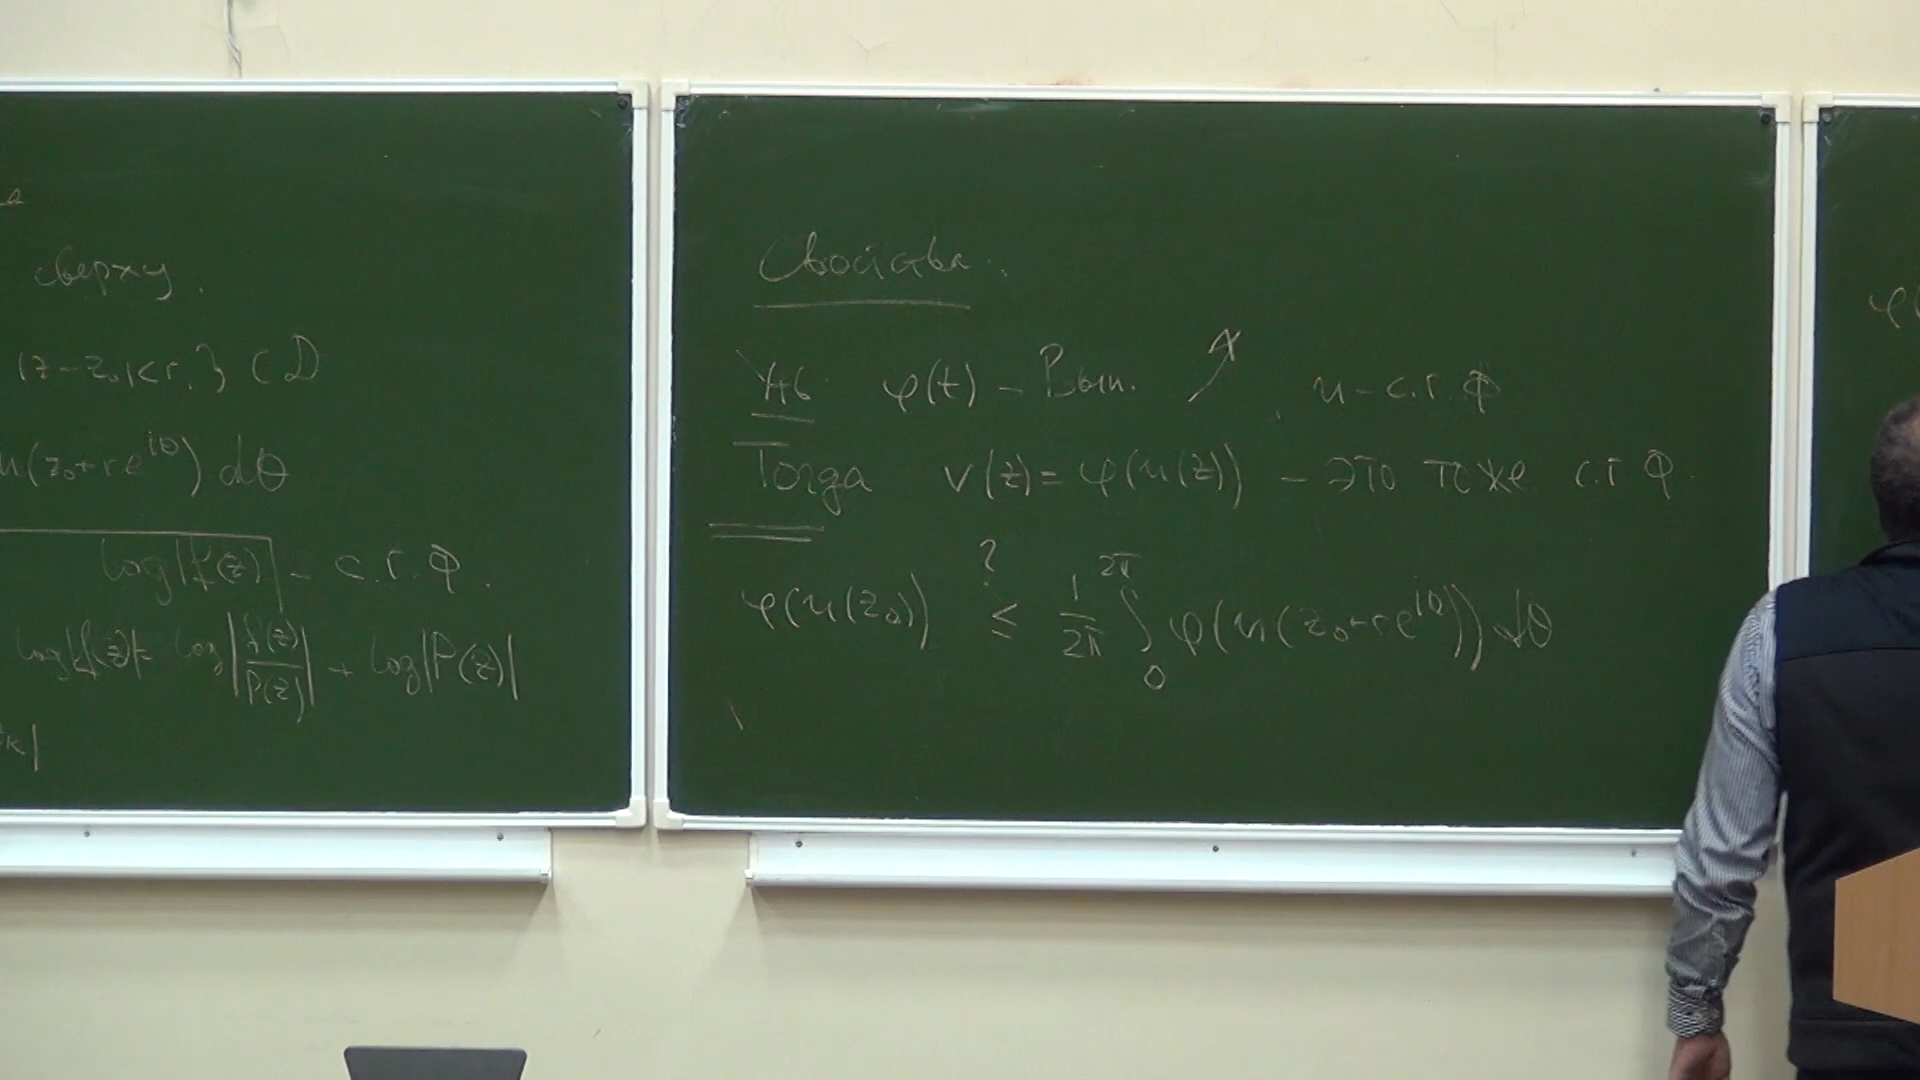 сверху.
|z-z₀|<r.} ⊂ D
u(z₀+re^{iθ}) dθ
log|f(z)| - с.г.ф.
log|f(z)|= log|f(z)/P(z)| + log|P(z)|
Свойства.
Утв. φ(t) - Вып. ↗ u - с.г.ф
Тогда v(z)= φ(u(z)) - это тоже с.г ф.
φ(u(z₀)) ≤? 1/2π ∫₀^{2π} φ(u(z₀+re^{iθ})) dθ
φ(